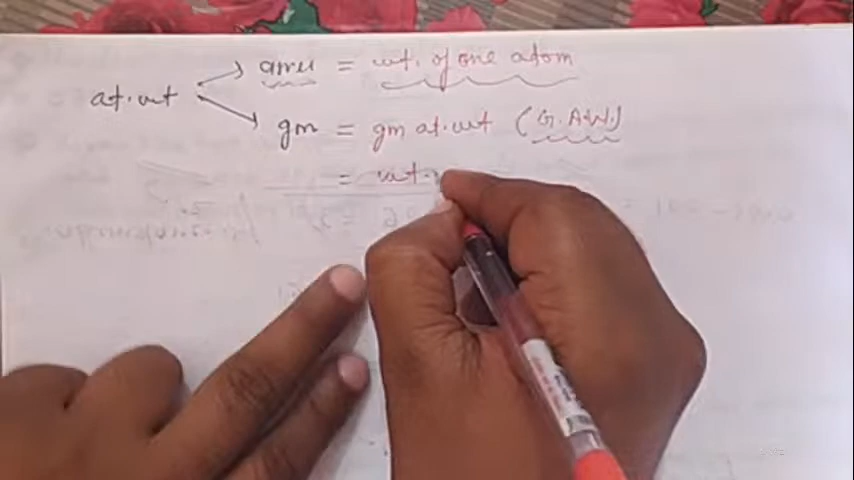 at.wt → amu = wt. of one atom
→ gm = gm at.wt (G.A.W.)
= wt.